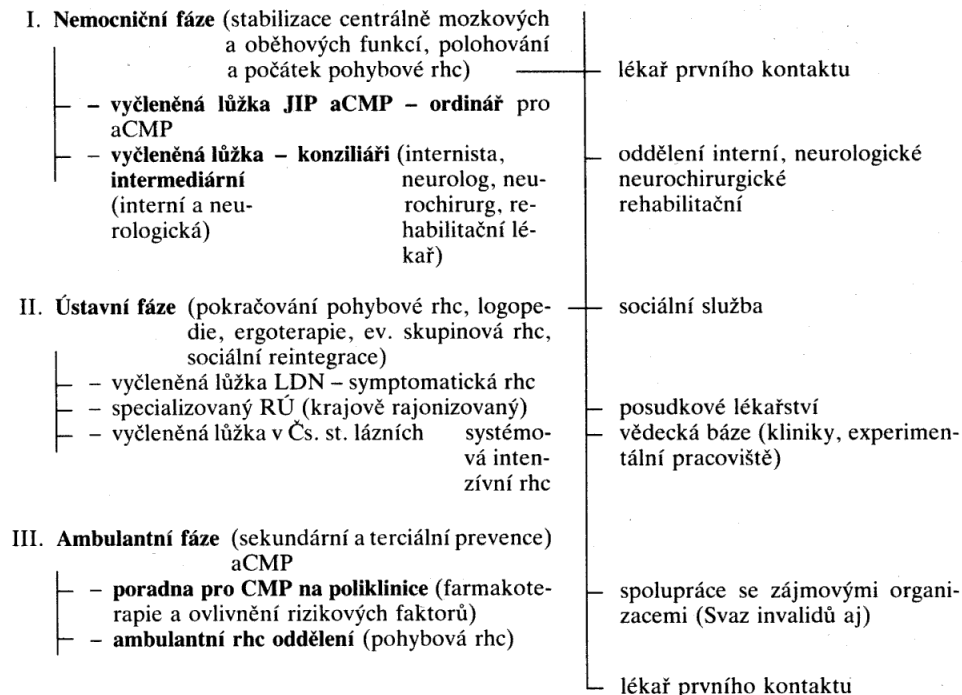 I. Nemocniční fáze (stabilizace centrálně mozkových
a oběhových funkcí, polohování
a počátek pohybové rhc)
lékař prvního kontaktu
– vyčleněná lůžka JIP aCMP – ordinář pro
aCMP
– vyčleněná lůžka – konziliáři (internista,
intermediární neurolog, neu-
(interní a neu- rochirurg, re-
rologická) habilitační lé-
kař)
oddělení interní, neurologické
neurochirurgické
rehabilitační
II. Ústavní fáze (pokračování pohybové rhc, logope-
die, ergoterapie, ev. skupinová rhc,
sociální reintegrace)
sociální služba
– vyčleněná lůžka LDN – symptomatická rhc
– specializovaný RÚ (krajově rajonizovaný)
– vyčleněná lůžka v Čs. st. lázních systémo-
vá inten-
zívní rhc
posudkové lékařství
vědecká báze (kliniky, experimen-
tální pracoviště)
III. Ambulantní fáze (sekundární a terciální prevence)
aCMP
– poradna pro CMP na poliklinice (farmakote-
rapie a ovlivnění rizikových faktorů)
– ambulantní rhc oddělení (pohybová rhc)
spolupráce se zájmovými organi-
zacemi (Svaz invalidů aj)
lékař prvního kontaktu